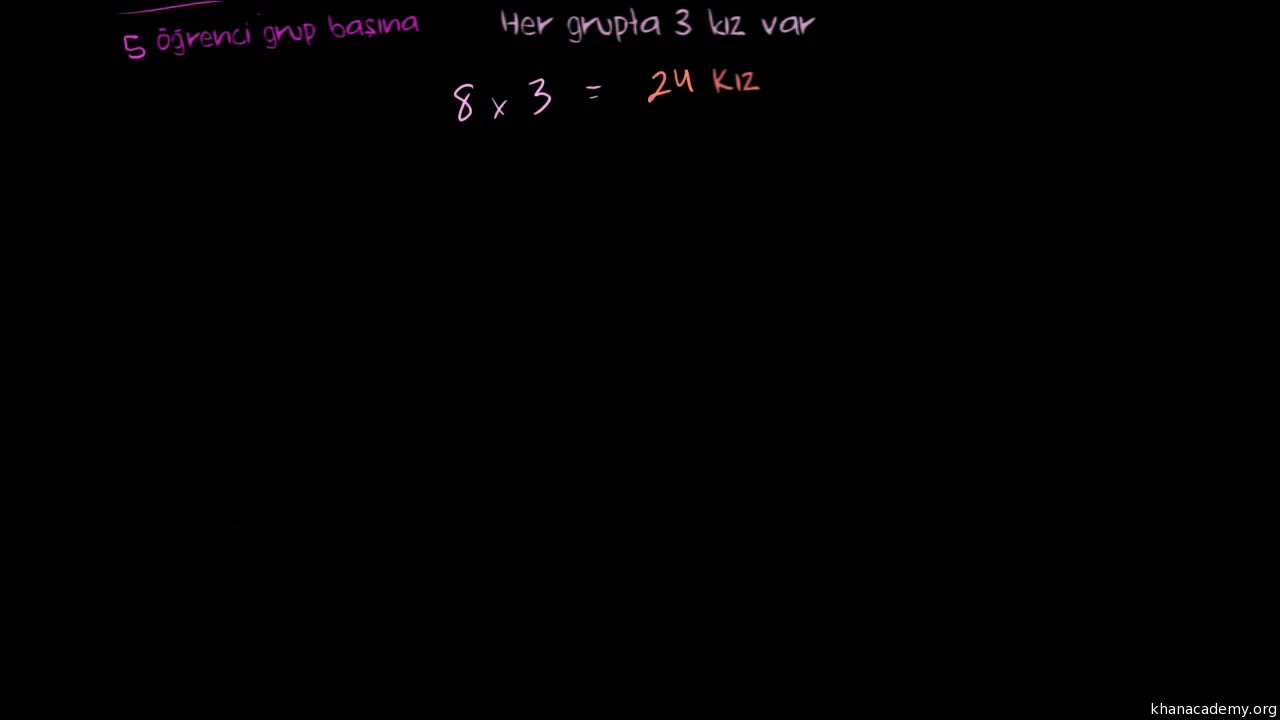 5 öğrenci grup başına
Her grupta 3 kız var
8 x 3 = 24 kız
khanacademy.org